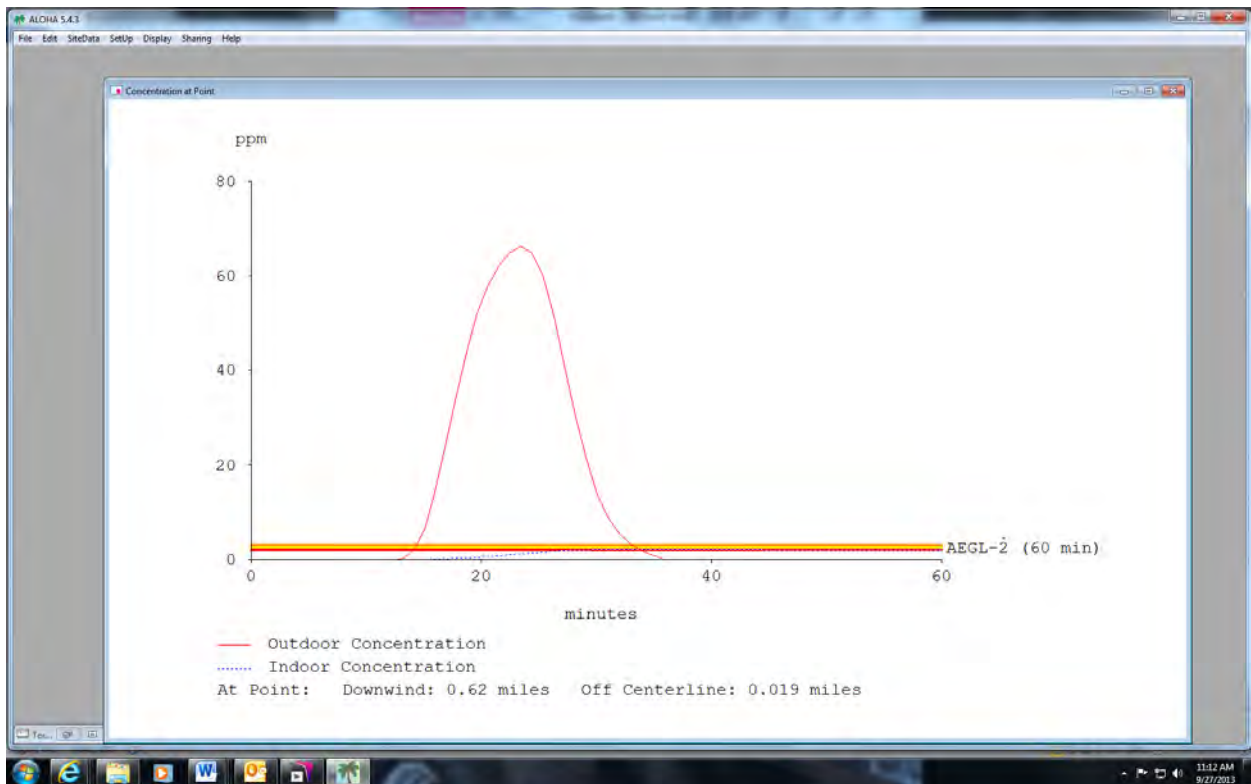 ALOHA 5.4.3
File Edit SiteData SetUp Display Sharing Help
Concentration at Point
ppm
80
60
40
20
0
0 20 40 60
AEGL-2 (60 min)
minutes
Outdoor Concentration
Indoor Concentration
At Point: Downwind: 0.62 miles Off Centerline: 0.019 miles
Tex...
11:12 AM
9/27/2013